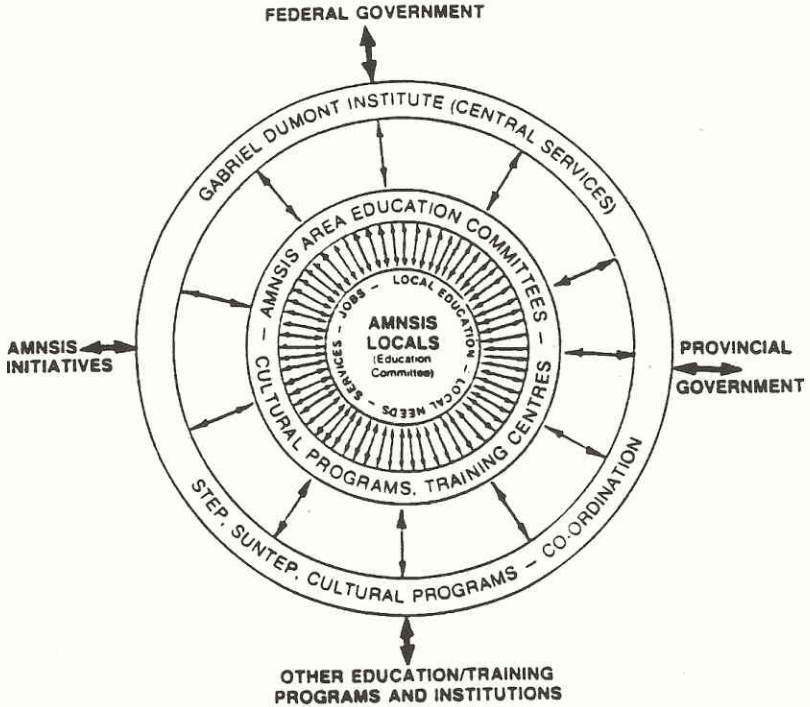 FEDERAL GOVERNMENT
GABRIEL DUMONT INSTITUTE (CENTRAL SERVICES)
– AMNSIS AREA EDUCATION COMMITTEES –
– JOBS – LOCAL EDUCATION – LOCAL NEEDS – SERVICES
AMNSIS
LOCALS
(Education
Committee)
AMNSIS
INITIATIVES
PROVINCIAL
GOVERNMENT
CULTURAL PROGRAMS, TRAINING CENTRES
STEP, SUNTEP, CULTURAL PROGRAMS – CO-ORDINATION
OTHER EDUCATION/TRAINING
PROGRAMS AND INSTITUTIONS